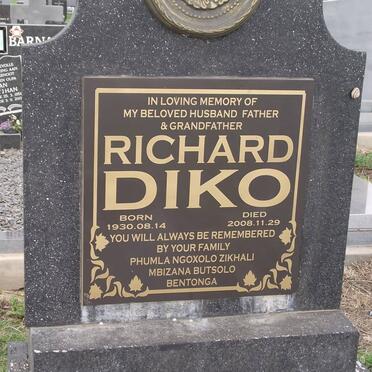 IN LOVING MEMORY OF
MY BELOVED HUSBAND FATHER
& GRANDFATHER
RICHARD
DIKO
BORN
1930.08.14
DIED
2008.11.29
YOU WILL ALWAYS BE REMEMBERED
BY YOUR FAMILY
PHUMLA NGOXOLO ZIKHALI
MBIZANA BUTSOLO
BENTONGA
BARNA